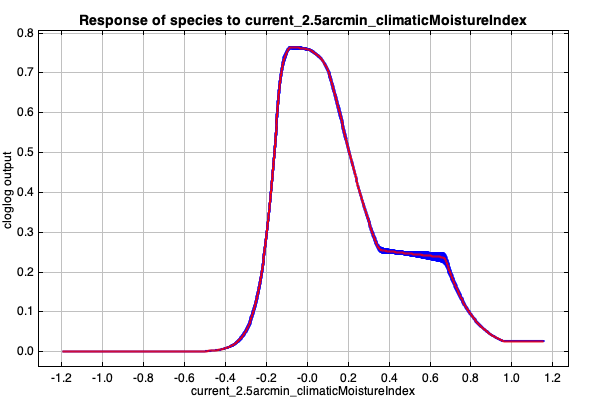 Response of species to current_2.5arcmin_climaticMoistureIndex
0.8
0.7
0.6
0.5
0.4
0.3
0.2
0.1
0.0
cloglog output
-1.2 -1.0 -0.8 -0.6 -0.4 -0.2 -0.0 0.2 0.4 0.6 0.8 1.0 1.2
current_2.5arcmin_climaticMoistureIndex